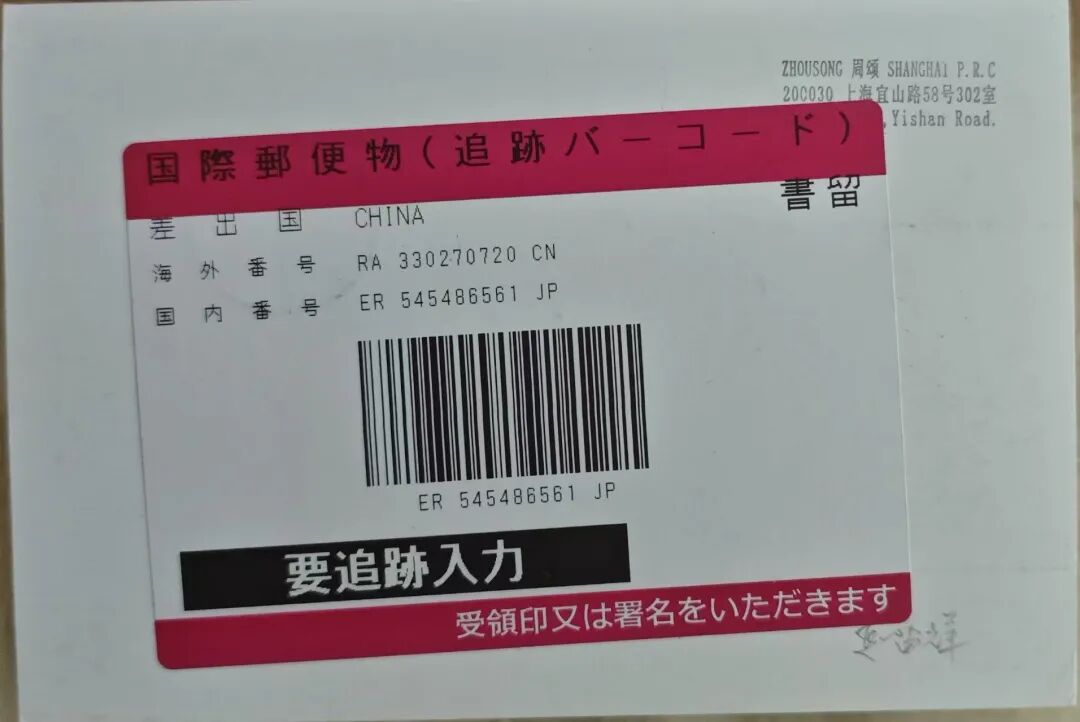 ZHOUSONG 周颂 SHANGHAI P.R.C
200030 上海宜山路58号302室
,Yishan Road.
国際郵便物(追跡バーコード)
書留
差出国 CHINA
海外番号 RA 330270720 CN
国内番号 ER 545486561 JP
ER 545486561 JP
要追跡入力
受領印又は署名をいただきます